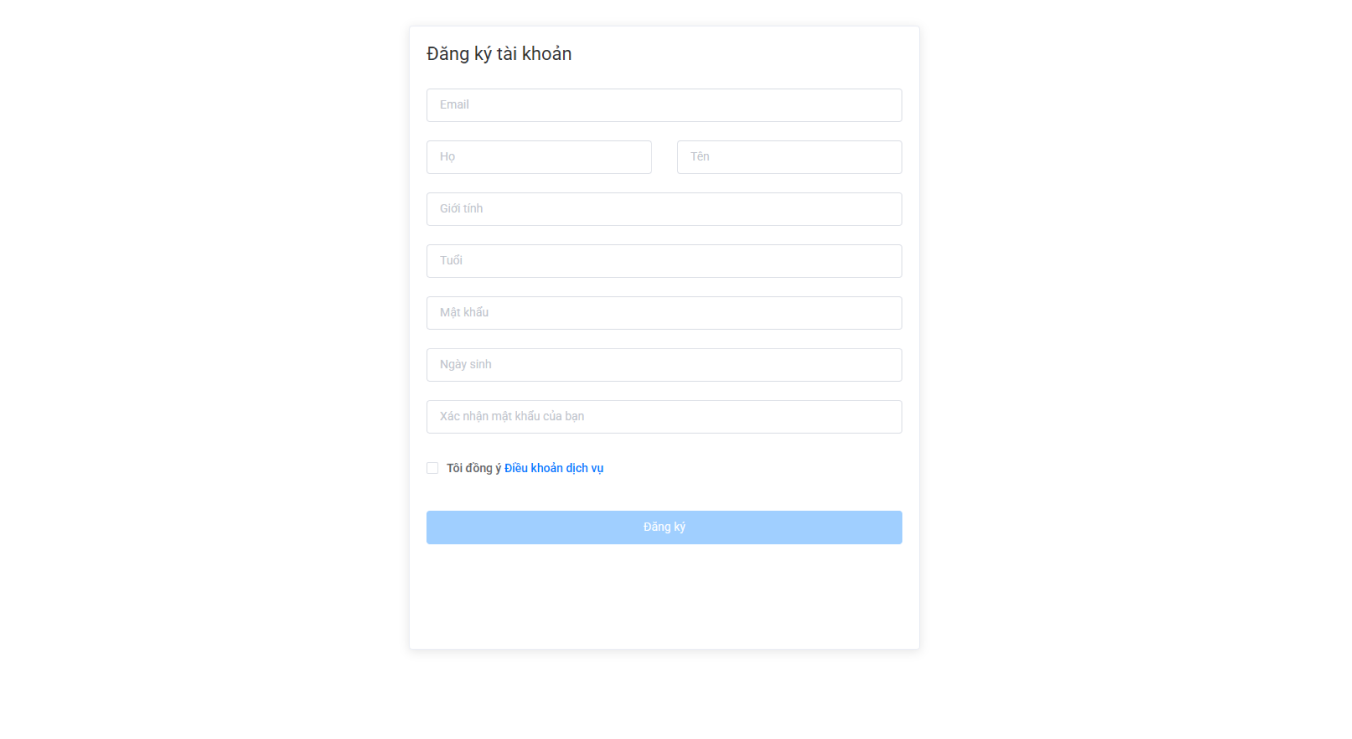 Đăng ký tài khoản
Email
Họ Tên
Giới tính
Tuổi
Mật khẩu
Ngày sinh
Xác nhận mật khẩu của bạn
Tôi đồng ý Điều khoản dịch vụ
Đăng ký